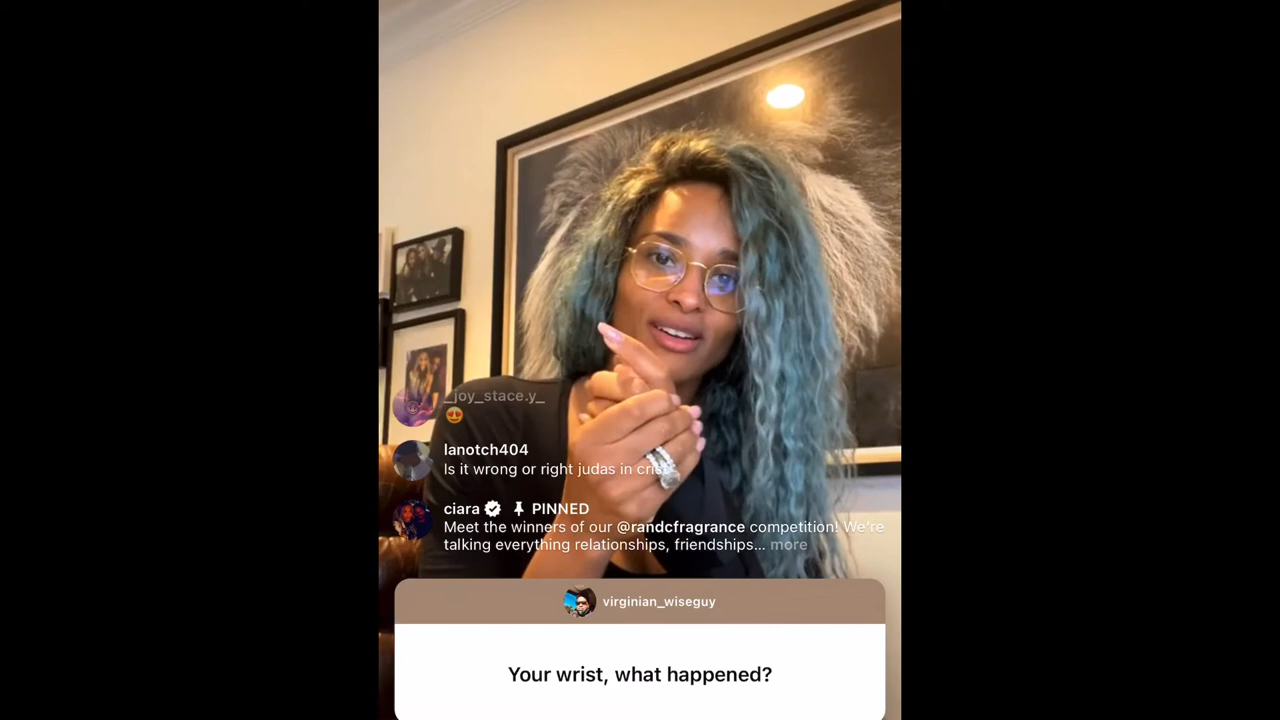 _joy_stace.y_
😍
lanotch404
Is it wrong or right judas in crist
ciara PINNED
Meet the winners of our @randcfragrance competition! We're
talking everything relationships, friendships... more
virginian_wiseguy
Your wrist, what happened?